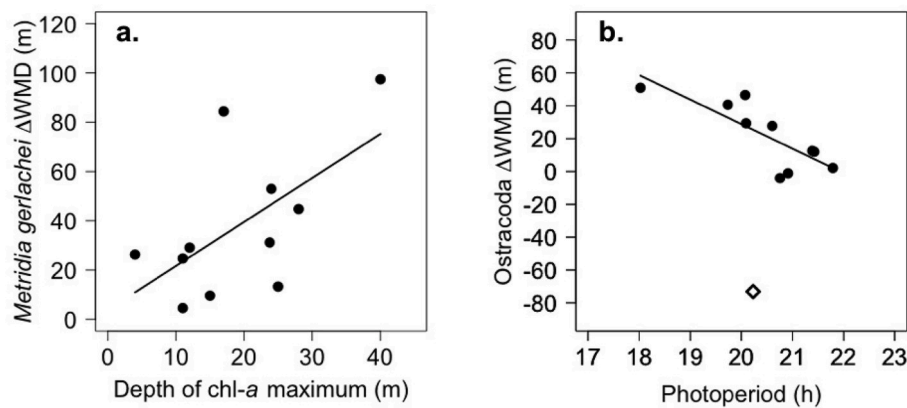 a.
Metridia gerlachei ΔWMD (m)
120
100
80
60
40
20
0
0 10 20 30 40
Depth of chl-a maximum (m)
b.
Ostracoda ΔWMD (m)
80
60
40
20
0
-20
-40
-60
-80
17 18 19 20 21 22 23
Photoperiod (h)